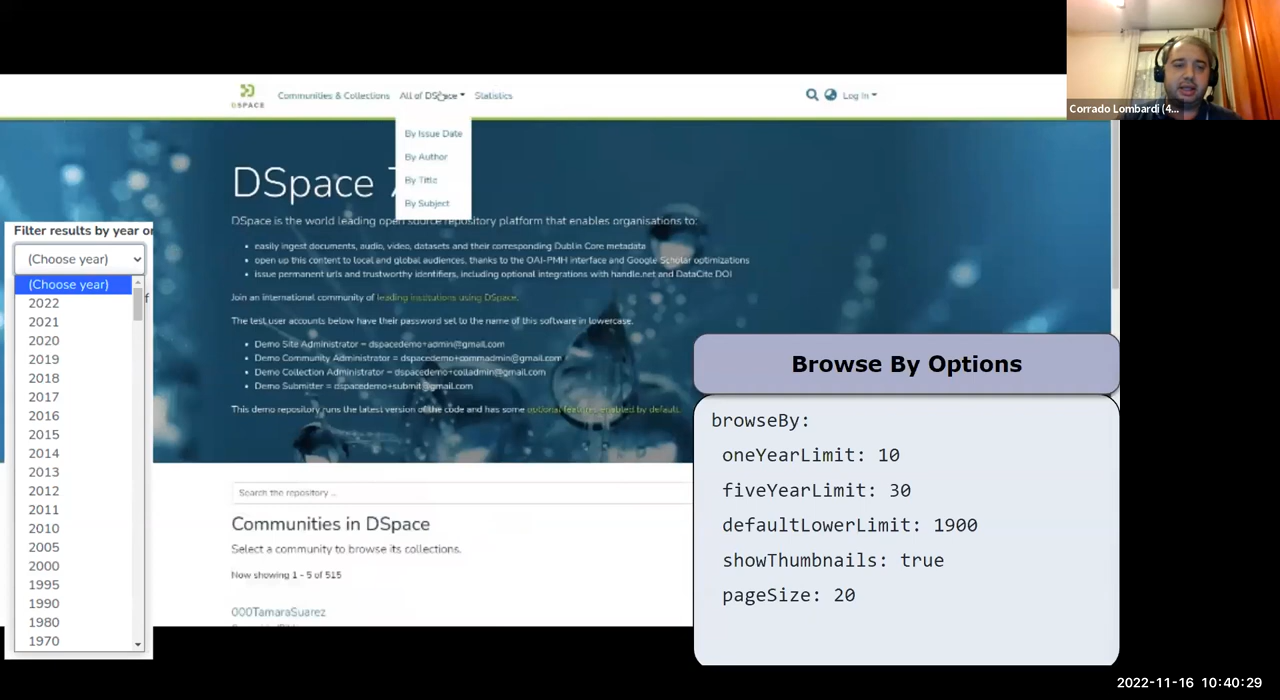 Corrado Lombardi (4...
DSPACE
Communities & Collections
All of DSpace
Statistics
Log In
By Issue Date
By Author
By Title
By Subject
DSpace 7
DSpace is the world leading open source repository platform that enables organisations to:
easily ingest documents, audio, video, datasets and their corresponding Dublin Core metadata
open up this content to local and global audiences, thanks to the OAI-PMH interface and Google Scholar optimizations
issue permanent urls and trustworthy identifiers, including optional integrations with handle.net and DataCite DOI
Join an international community of leading institutions using DSpace.
The test user accounts below have their password set to the name of this software in lowercase.
Demo Site Administrator = dspacedemo+admin@gmail.com
Demo Community Administrator = dspacedemo+commadmin@gmail.com
Demo Collection Administrator = dspacedemo+colladmin@gmail.com
Demo Submitter = dspacedemo+submit@gmail.com
This demo repository runs the latest version of the code and has some optional features enabled by default.
Filter results by year or
(Choose year)
(Choose year)
f
2022
2021
2020
2019
2018
2017
2016
2015
2014
2013
2012
2011
2010
2005
2000
1995
1990
1980
1970
Search the repository ...
Communities in DSpace
Select a community to browse its collections.
Now showing 1 - 5 of 515
000TamaraSuarez
Browse By Options
browseBy:
oneYearLimit: 10
fiveYearLimit: 30
defaultLowerLimit: 1900
showThumbnails: true
pageSize: 20
2022-11-16 10:40:29